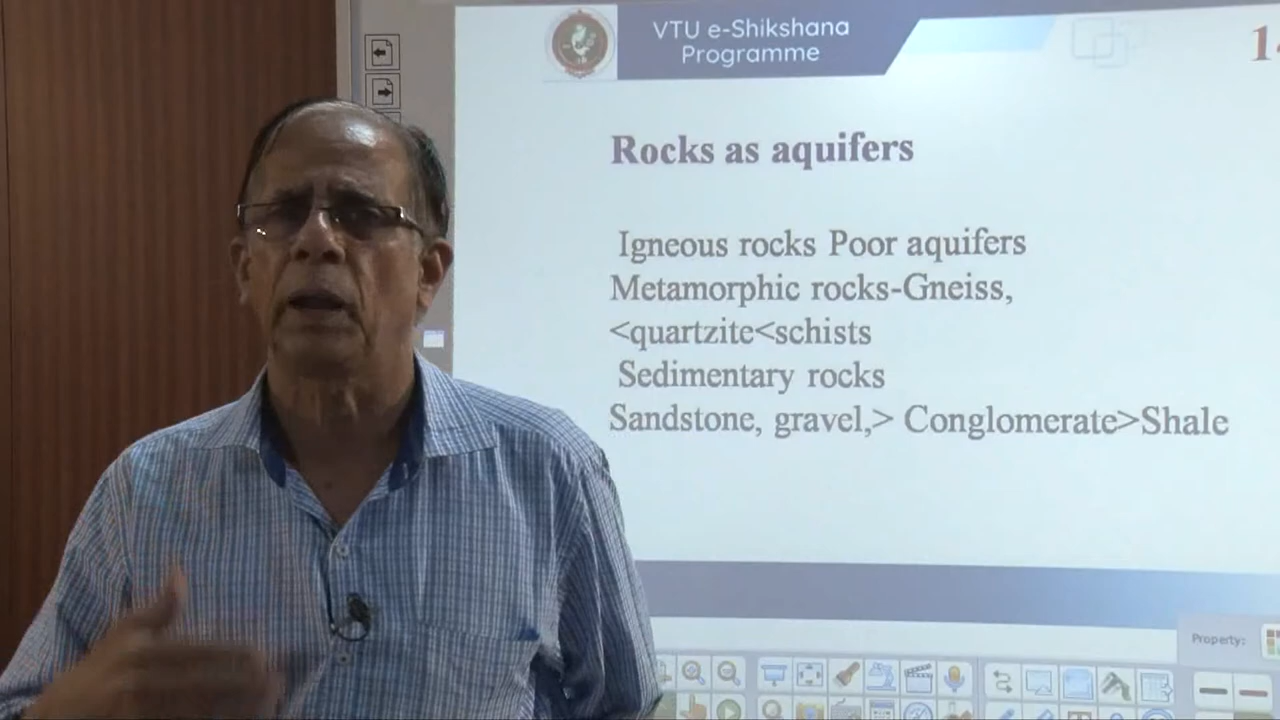 VTU e-Shikshana
Programme
Rocks as aquifers
Igneous rocks Poor aquifers
Metamorphic rocks-Gneiss,
<quartzite<schists
Sedimentary rocks
Sandstone, gravel,> Conglomerate>Shale
Property: